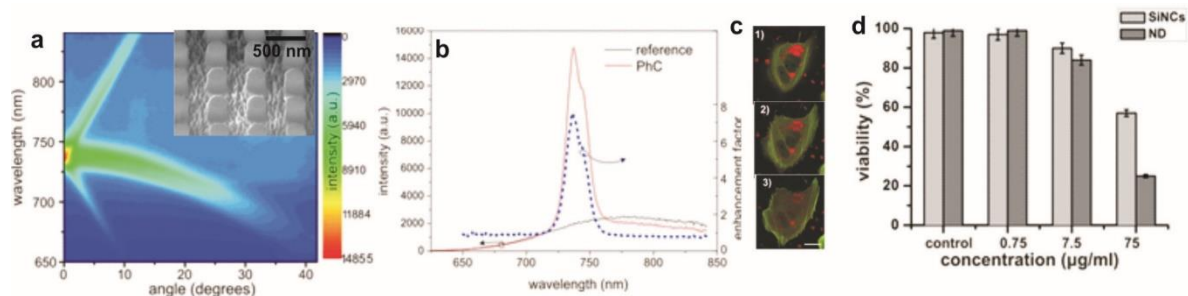 a
500 nm
wavelength (nm)
800
750
700
650
0
10
20
30
40
angle (degrees)
intensity (a.u.)
0
2970
5940
8910
11884
14855
b
reference
PhC
intensity (a.u.)
16000
14000
12000
10000
8000
6000
4000
2000
0
650
700
750
800
850
wavelength (nm)
enhancement factor
8
6
4
2
0
c
1)
2)
3)
d
SiNCs
ND
viability (%)
100
80
60
40
20
0
control
0.75
7.5
75
concentration (µg/ml)